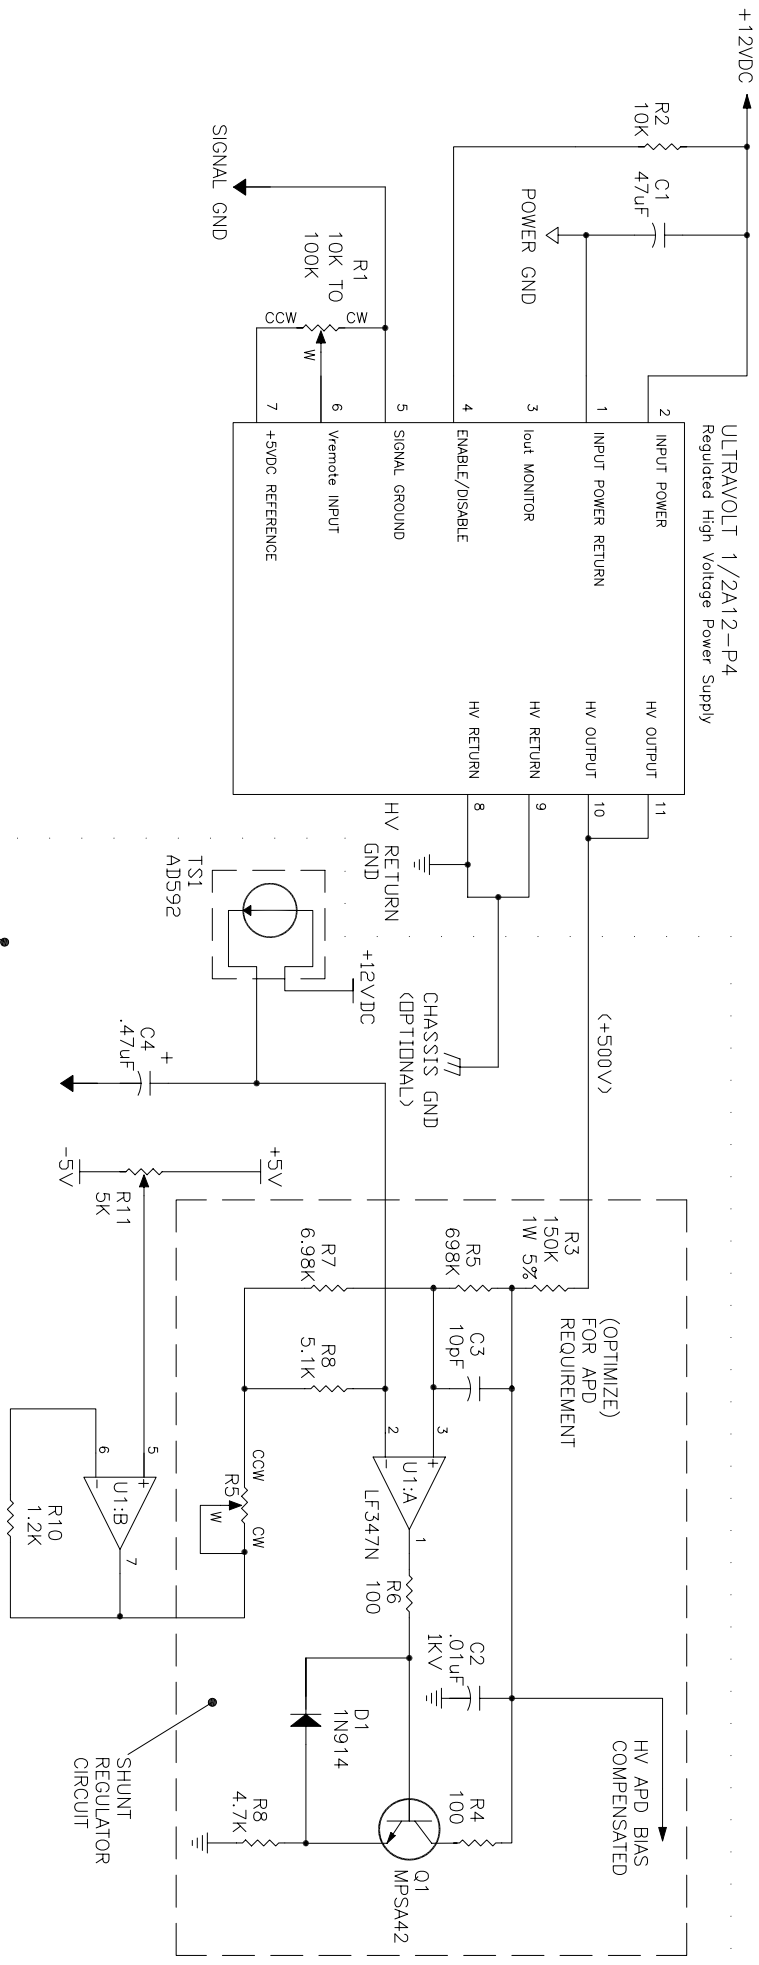 +12VDC
R2
10K
C1
47uF
POWER GND
SIGNAL GND
R1
10K TO
100K
CCW
CW
W
ULTRAVOLT 1/2A12-P4
Regulated High Voltage Power Supply
2
INPUT POWER
1
INPUT POWER RETURN
3
Iout MONITOR
4
ENABLE/DISABLE
5
SIGNAL GROUND
6
Vremote INPUT
7
+5VDC REFERENCE
HV OUTPUT
11
HV OUTPUT
10
HV RETURN
9
HV RETURN
8
HV RETURN
GND
CHASSIS GND
(OPTIONAL)
(+500V)
TS1
AD592
+12VDC
C4
.47uF
+
+5V
-5V
R11
5K
R3
150K
1W 5%
(OPTIMIZE)
FOR APD
REQUIREMENT
R5
698K
C3
10pF
R7
6.98K
R8
5.1K
3
+
2
-
1
U1:A
LF347N
CCW
R5
W
CW
5
+
6
-
7
U1:B
R10
1.2K
R6
100
C2
.01uF
1KV
D1
1N914
R4
100
R8
4.7K
Q1
MPSA42
HV APD BIAS
COMPENSATED
SHUNT
REGULATOR
CIRCUIT